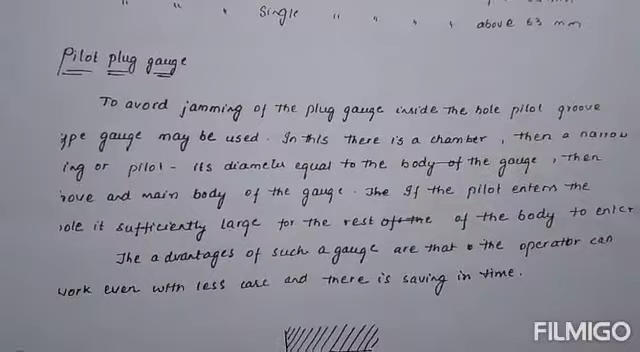 " " " Single " " " " above 63 mm
Pilot plug gauge
To avord jamming of the plug gauge inside the hole pilot groove
ype gauge may be used. In this there is a chamber, then a narrow
ing or pilot - its diameter equal to the body of the gauge, then
rove and main body of the gauge. The If the pilot enters the
ole it sufficiently large for the rest of the of the body to enter
The advantages of such a gauge are that the operator can
work even with less care and there is saving in time.
FILMIGO